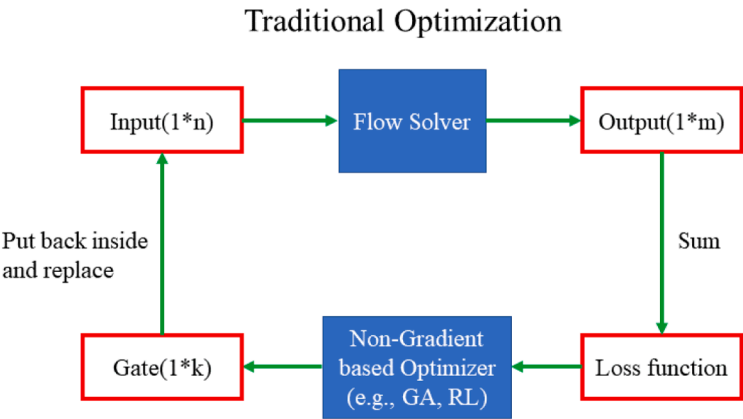 Traditional Optimization
Input(1*n)
Flow Solver
Output(1*m)
Put back inside
and replace
Sum
Gate(1*k)
Non-Gradient
based Optimizer
(e.g., GA, RL)
Loss function